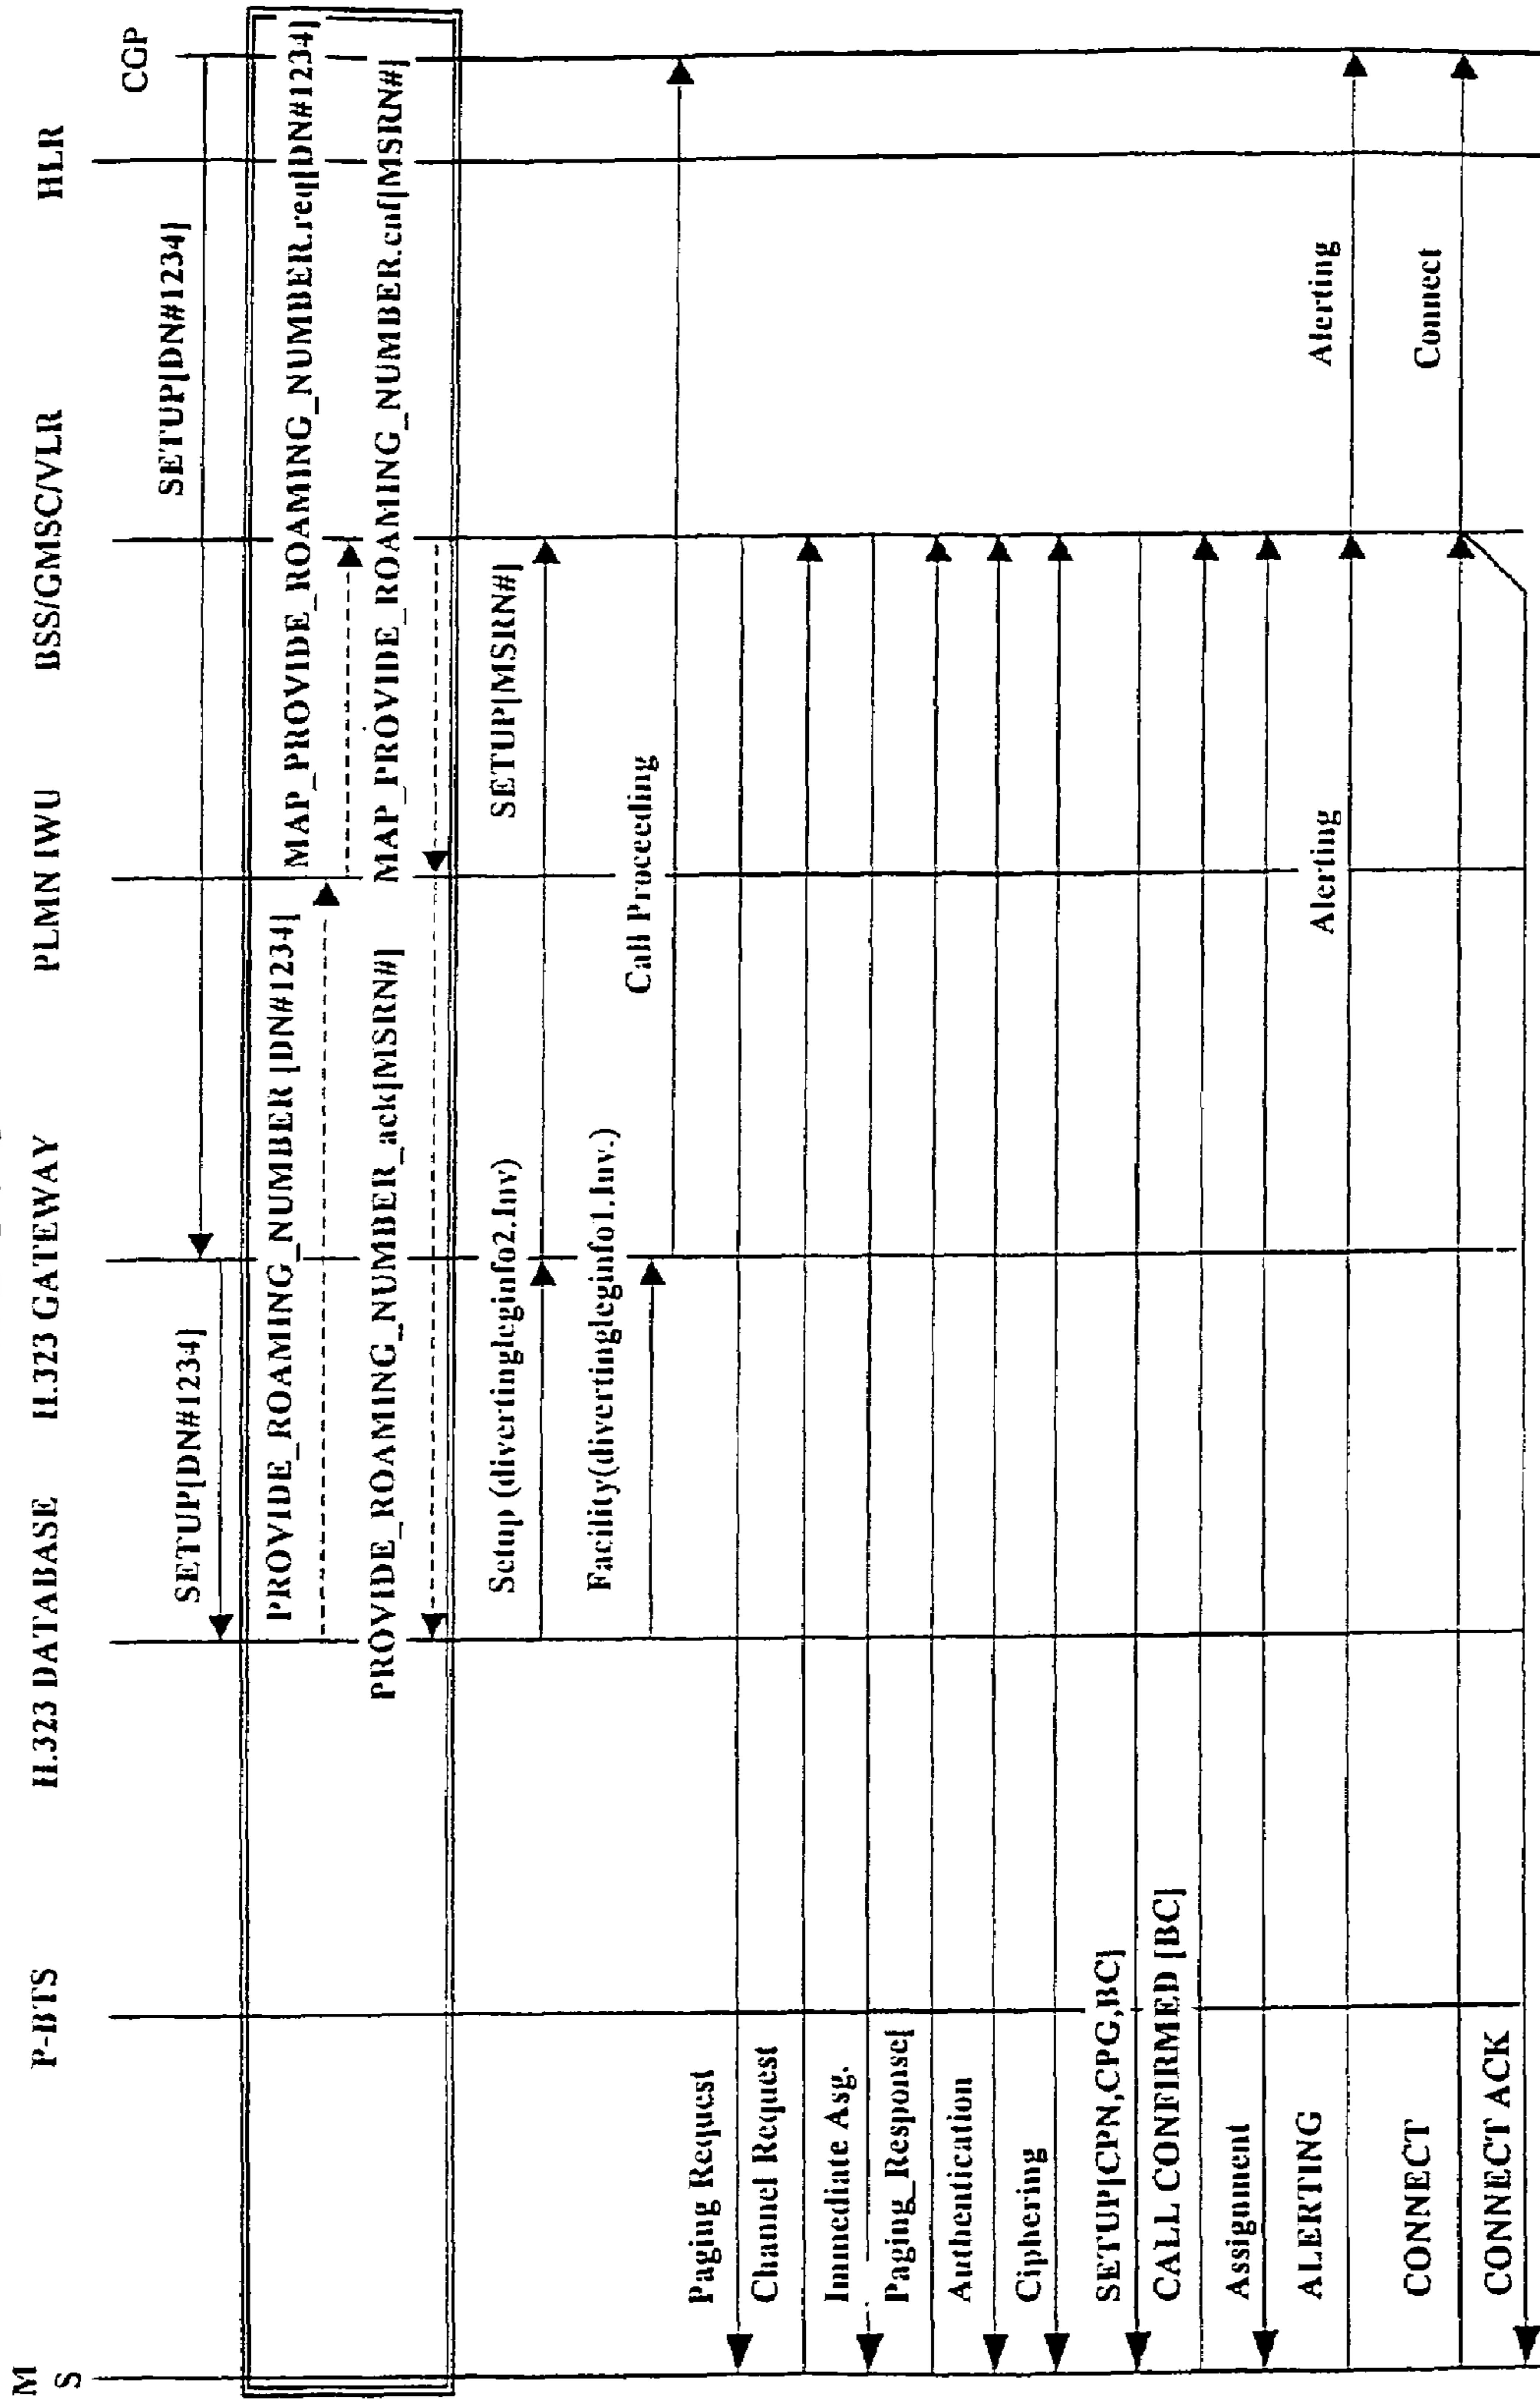 M
S
P-BTS
H.323 DATABASE
H.323 GATEWAY
PLMN IWU
BSS/GMSC/VLR
HLR
CGP
SETUP[DN#1234]
SETUP[DN#1234]
PROVIDE_ROAMING_NUMBER [DN#1234]
MAP_PROVIDE_ROAMING_NUMBER.req[DN#1234]
PROVIDE_ROAMING_NUMBER_ack[MSRN#]
MAP_PROVIDE_ROAMING_NUMBER.cnf[MSRN#]
Setup (divertingleginfo2.Inv)
SETUP[MSRN#]
Facility(divertingleginfo1.Inv.)
Call Proceeding
Paging Request
Channel Request
Immediate Asg.
Paging_Response[
Authentication
Ciphering
SETUP[CPN,CPG,BC]
CALL CONFIRMED [BC]
Assignment
ALERTING
Alerting
Alerting
CONNECT
Connect
CONNECT ACK